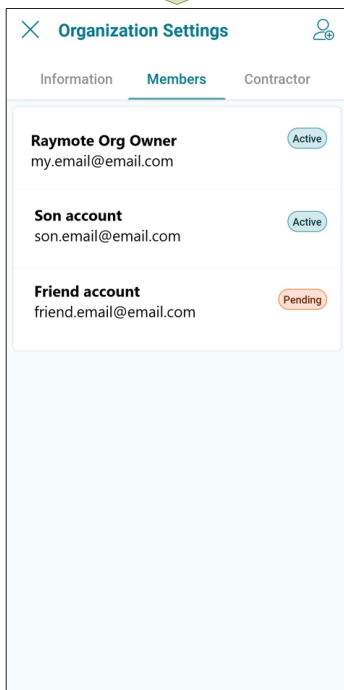 Organization Settings
Information Members Contractor
Raymote Org Owner Active
my.email@email.com
Son account Active
son.email@email.com
Friend account Pending
friend.email@email.com